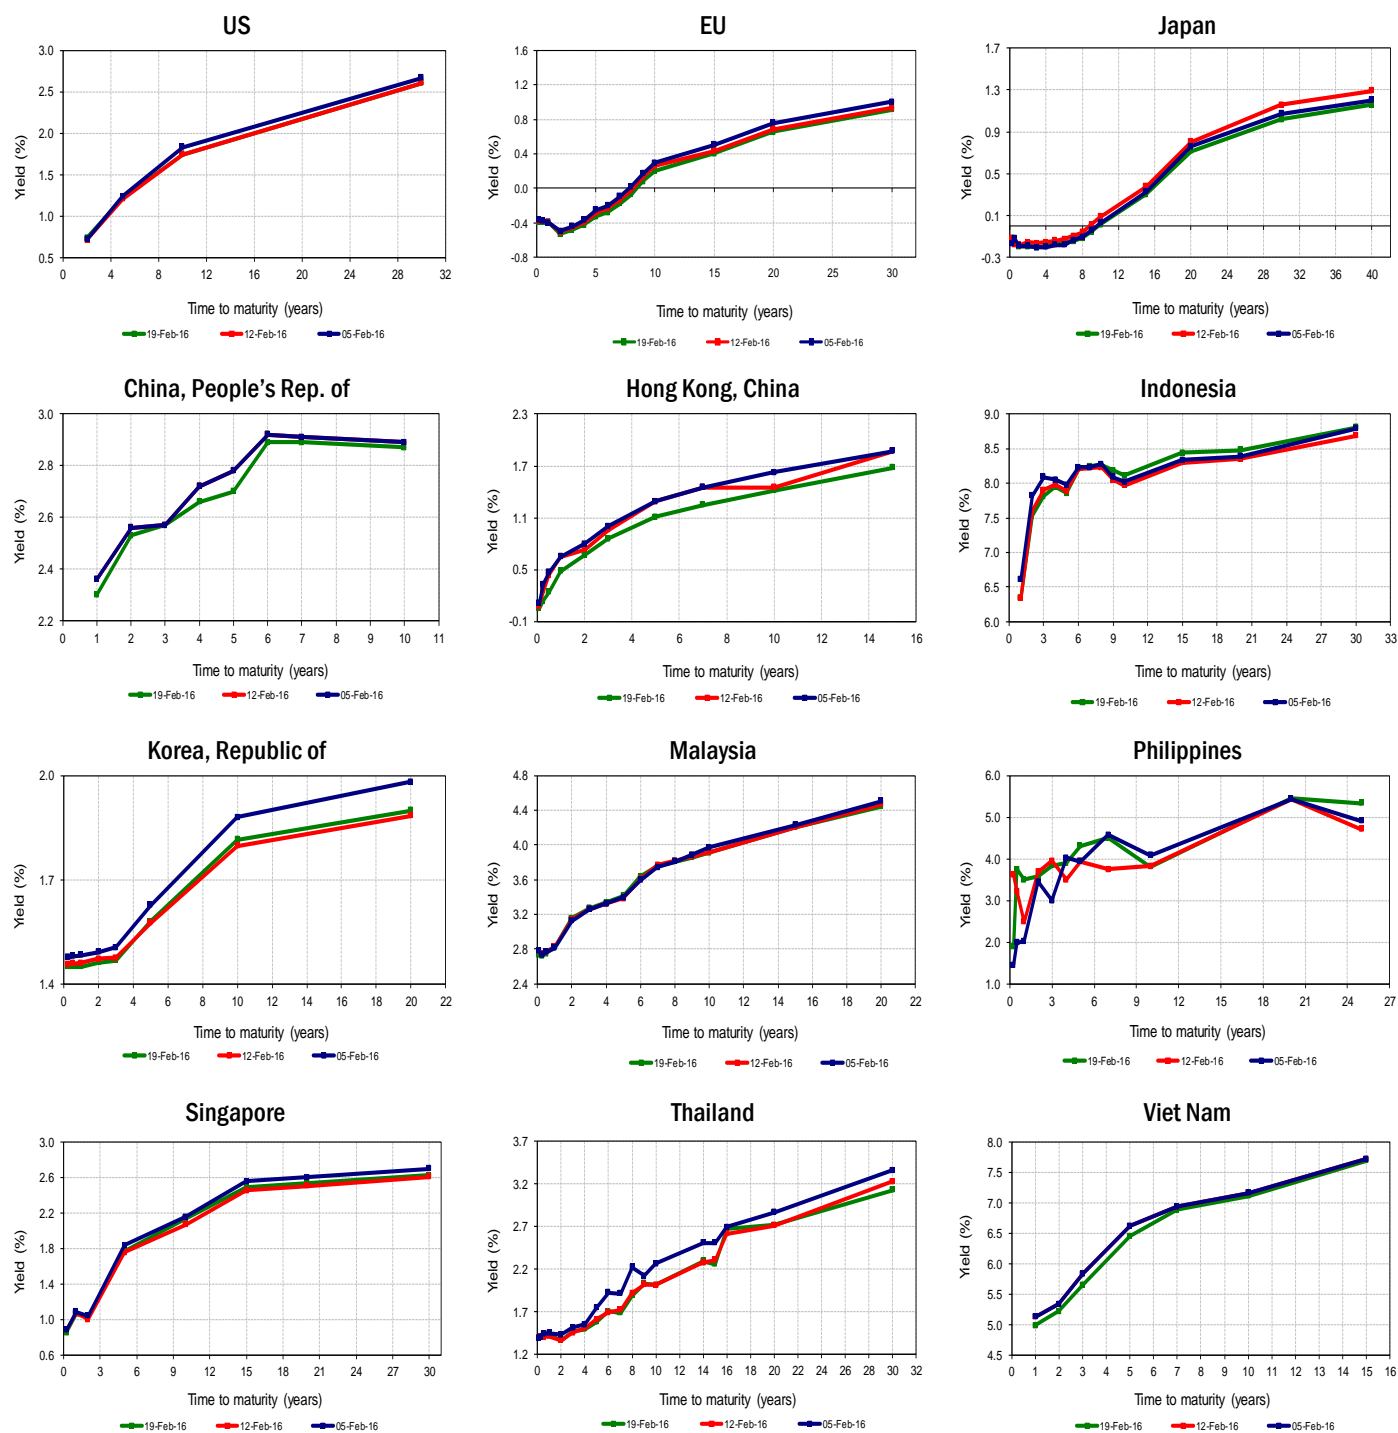 US
EU
Japan
3.0
2.5
2.0
1.5
1.0
0.5
Yield (%)
0 4 8 12 16 20 24 28 32
Time to maturity (years)
19-Feb-16 12-Feb-16 05-Feb-16
1.6
1.2
0.8
0.4
0.0
-0.4
-0.8
Yield (%)
0 5 10 15 20 25 30
Time to maturity (years)
19-Feb-16 12-Feb-16 05-Feb-16
1.7
1.3
0.9
0.5
0.1
-0.3
Yield (%)
0 4 8 12 16 20 24 28 32 36 40
Time to maturity (years)
19-Feb-16 12-Feb-16 05-Feb-16
China, People's Rep. of
Hong Kong, China
Indonesia
3.0
2.8
2.6
2.4
2.2
Yield (%)
0 1 2 3 4 5 6 7 8 9 10 11
Time to maturity (years)
19-Feb-16 12-Feb-16 05-Feb-16
2.3
1.7
1.1
0.5
-0.1
Yield (%)
0 2 4 6 8 10 12 14 16
Time to maturity (years)
19-Feb-16 12-Feb-16 05-Feb-16
9.0
8.5
8.0
7.5
7.0
6.5
6.0
Yield (%)
0 3 6 9 12 15 18 21 24 27 30 33
Time to maturity (years)
19-Feb-16 12-Feb-16 05-Feb-16
Korea, Republic of
Malaysia
Philippines
2.0
1.7
1.4
Yield (%)
0 2 4 6 8 10 12 14 16 18 20 22
Time to maturity (years)
19-Feb-16 12-Feb-16 05-Feb-16
4.8
4.4
4.0
3.6
3.2
2.8
2.4
Yield (%)
0 2 4 6 8 10 12 14 16 18 20 22
Time to maturity (years)
19-Feb-16 12-Feb-16 05-Feb-16
6.0
5.0
4.0
3.0
2.0
1.0
Yield (%)
0 3 6 9 12 15 18 21 24 27
Time to maturity (years)
19-Feb-16 12-Feb-16 05-Feb-16
Singapore
Thailand
Viet Nam
3.0
2.6
2.2
1.8
1.4
1.0
0.6
Yield (%)
0 3 6 9 12 15 18 21 24 27 30
Time to maturity (years)
19-Feb-16 12-Feb-16 05-Feb-16
3.7
3.2
2.7
2.2
1.7
1.2
Yield (%)
0 2 4 6 8 10 12 14 16 18 20 22 24 26 28 30 32
Time to maturity (years)
19-Feb-16 12-Feb-16 05-Feb-16
8.0
7.5
7.0
6.5
6.0
5.5
5.0
4.5
Yield (%)
0 1 2 3 4 5 6 7 8 9 10 12 13 14 15 16
Time to maturity (years)
19-Feb-16 12-Feb-16 05-Feb-16